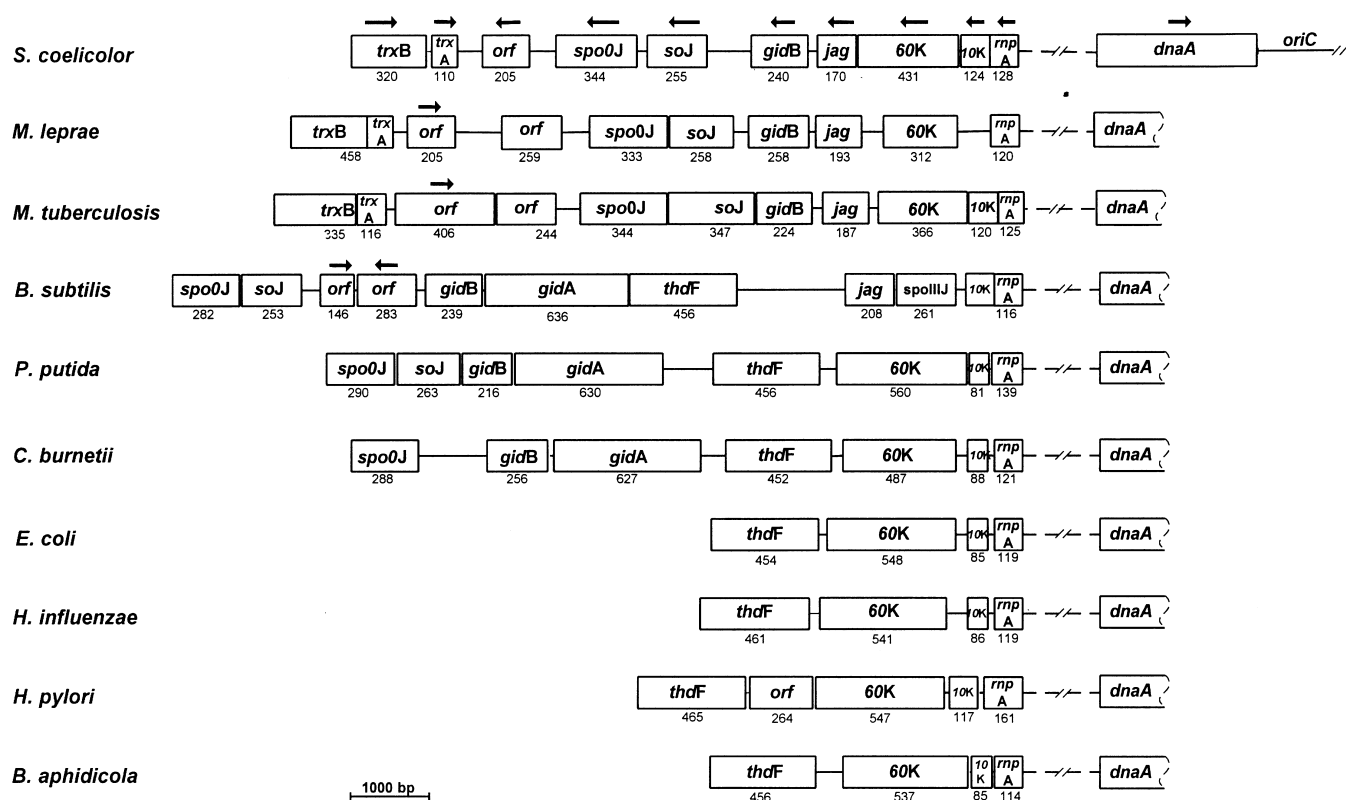 S. coelicolor trxB trx A orf spo0J soJ gidB jag 60K 10K rnp A dnaA oriC
320 110 205 344 255 240 170 431 124 128
M. leprae trxB trx A orf orf spo0J soJ gidB jag 60K rnp A dnaA
458 205 259 333 258 258 193 312 120
M. tuberculosis trxB trx A orf orf spo0J soJ gidB jag 60K 10K rnp A dnaA
335 116 406 244 344 347 224 187 366 120 125
B. subtilis spo0J soJ orf orf gidB gidA thdF jag spoIIIJ 10K rnp A dnaA
282 253 146 283 239 636 456 208 261 116
P. putida spo0J soJ gidB gidA thdF 60K 10K rnp A dnaA
290 263 216 630 456 560 81 139
C. burnetii spo0J gidB gidA thdF 60K 10K rnp A dnaA
288 256 627 452 487 88 121
E. coli thdF 60K 10K rnp A dnaA
454 548 85 119
H. influenzae thdF 60K 10K rnp A dnaA
461 541 86 119
H. pylori thdF orf 60K 10K rnp A dnaA
465 264 547 117 161
B. aphidicola thdF 60K 10 K rnp A dnaA
1000 bp 456 537 85 114